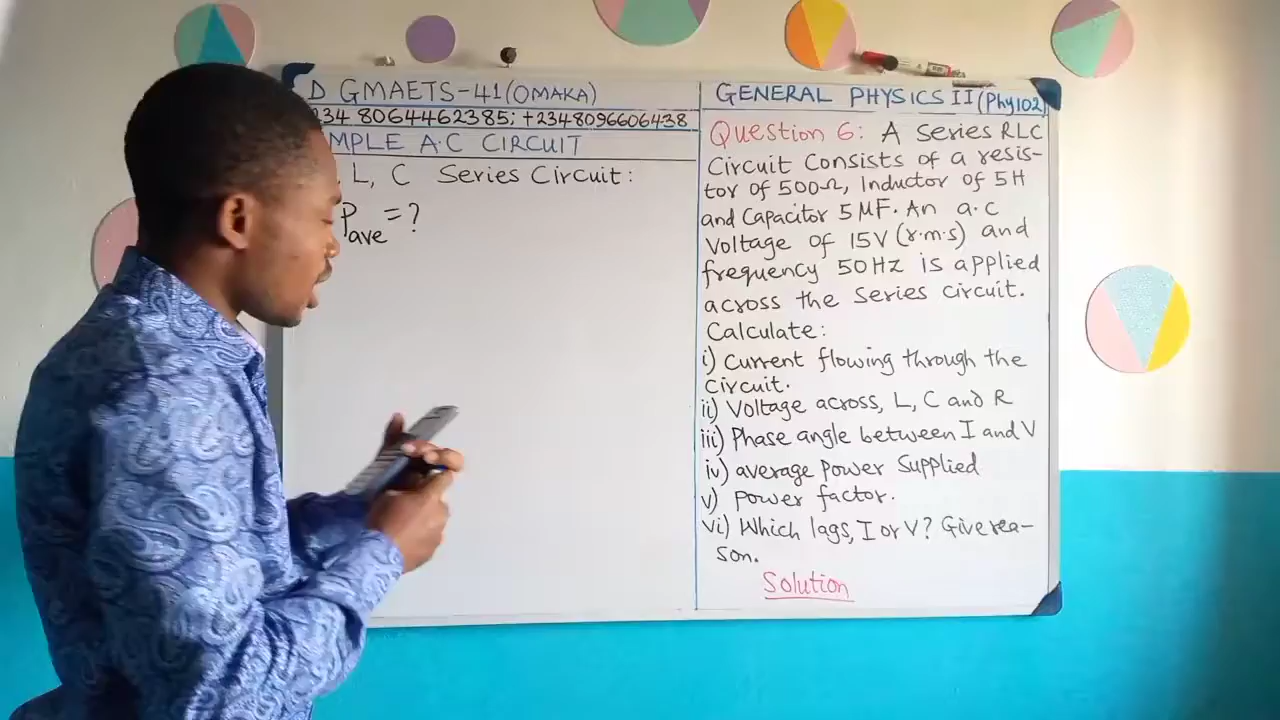 D GMAETS-41(OMAKA)
234 8064462385; +2348096606438
MPLE A.C CIRCUIT
, L, C Series Circuit:
Pave = ?
GENERAL PHYSICS II (Phy102)
Question 6: A Series RLC
Circuit Consists of a resis-
tor of 500Ω, Inductor of 5H
and Capacitor 5MF. An a.c
Voltage of 15V (r.m.s) and
frequency 50Hz is applied
across the Series Circuit.
Calculate:
i) Current flowing through the
Circuit.
ii) Voltage across, L, C and R
iii) Phase angle between I and V
iv) average power Supplied
v) power factor.
vi) Which lags, I or V? Give rea-
son.
Solution